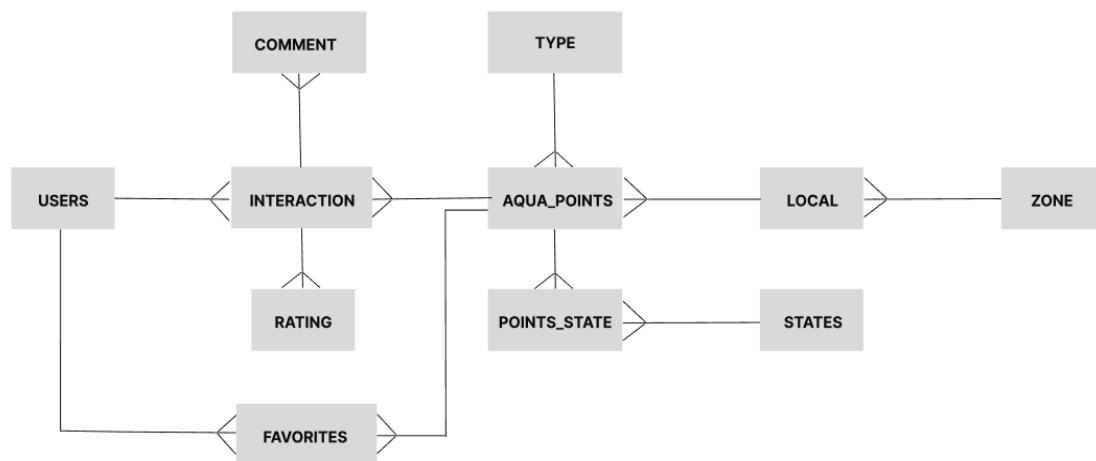 COMMENT
TYPE
USERS
INTERACTION
AQUA_POINTS
LOCAL
ZONE
RATING
POINTS_STATE
STATES
FAVORITES